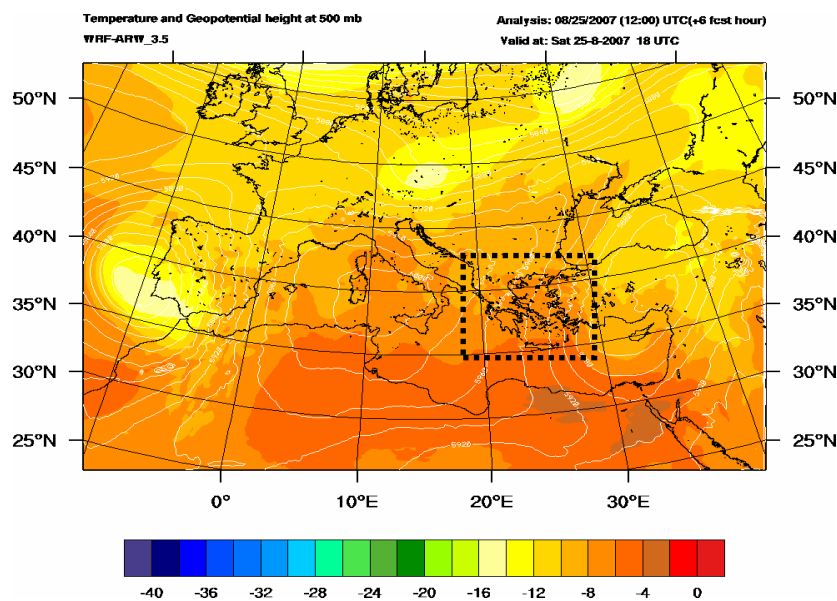 Temperature and Geopotential height at 500 mb
Analysis: 08/25/2007 (12:00) UTC(+6 fcst hour)
WRF-ARW_3.5
Valid at: Sat 25-8-2007 18 UTC
50°N 50°N
45°N 45°N
40°N 40°N
35°N 35°N
30°N 30°N
25°N 25°N
5920
5920
0° 10°E 20°E 30°E
-40 -36 -32 -28 -24 -20 -16 -12 -8 -4 0